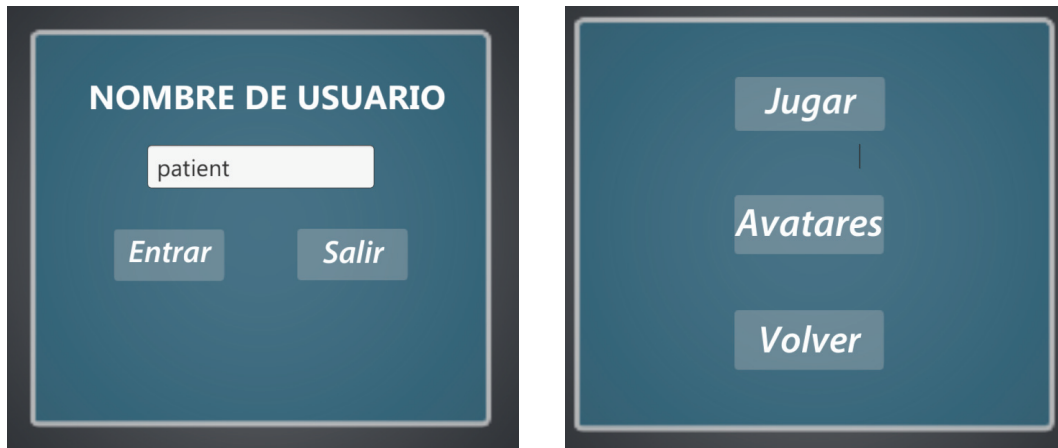 NOMBRE DE USUARIO
patient
Entrar Salir
Jugar
Avatares
Volver